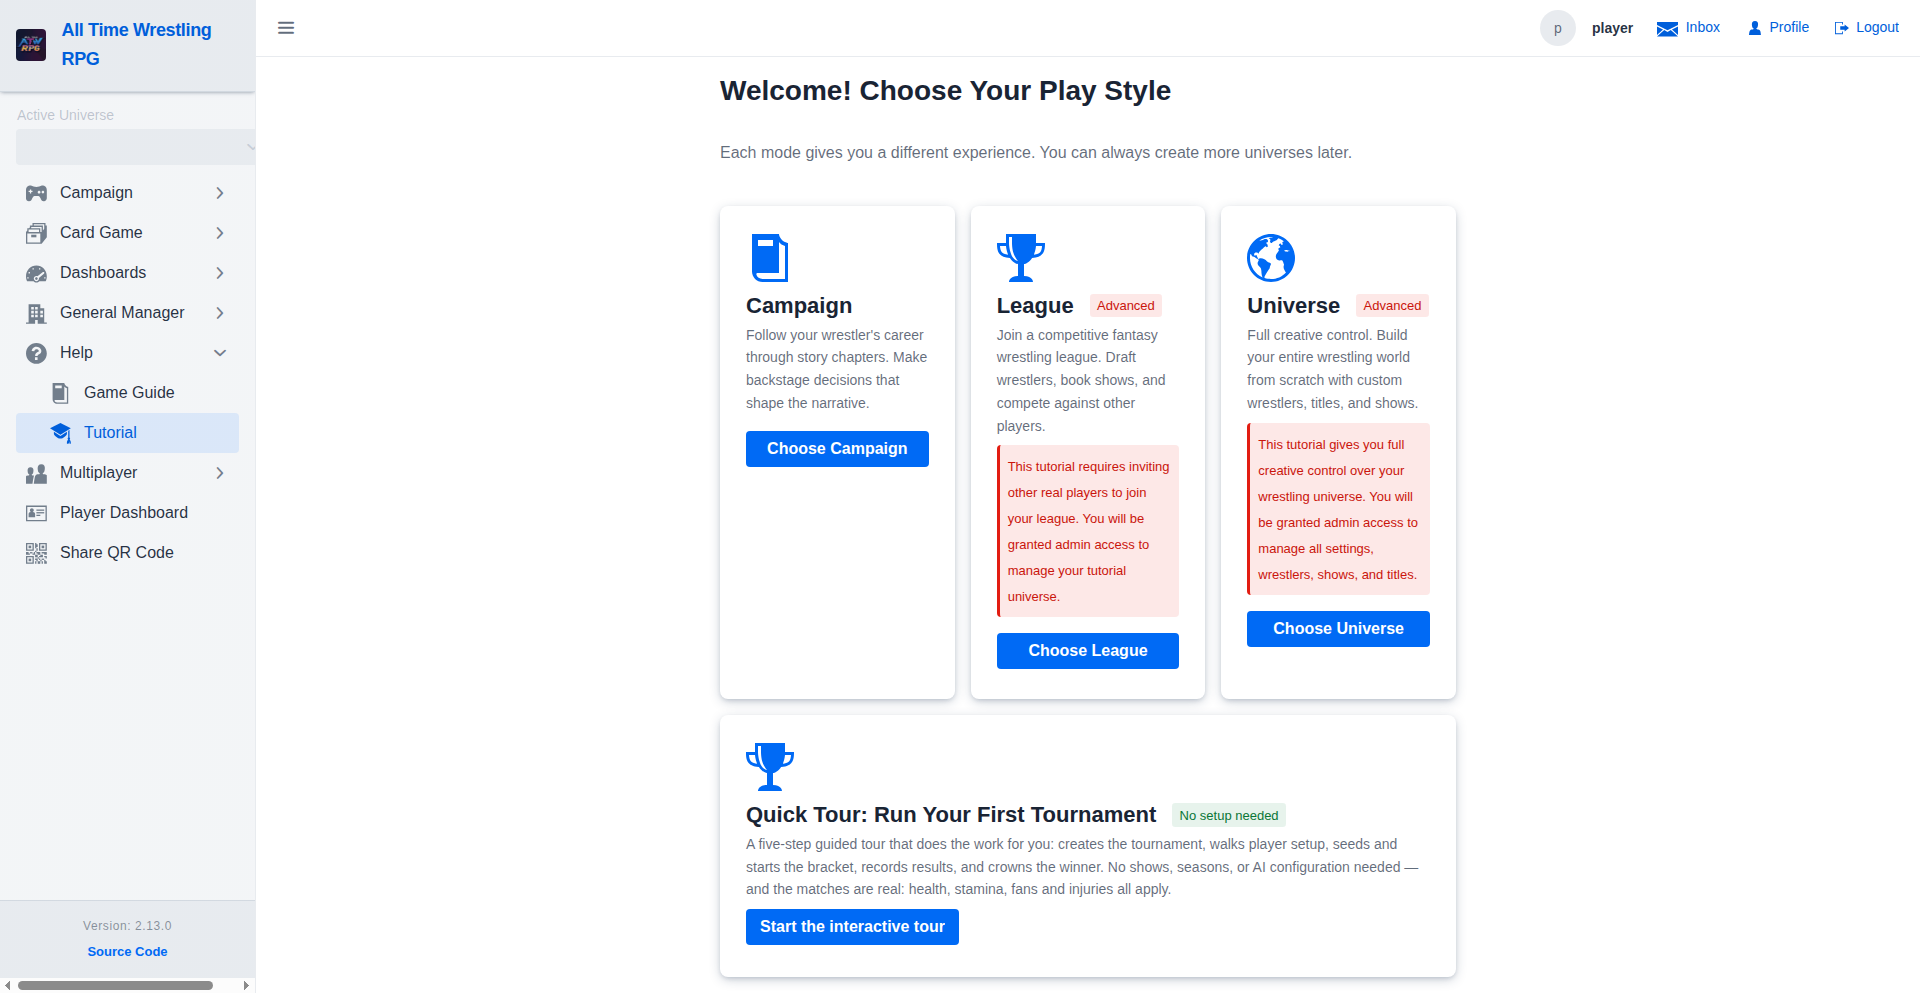 All Time Wrestling
RPG
Active Universe
Campaign
Card Game
Dashboards
General Manager
Help
Game Guide
Tutorial
Multiplayer
Player Dashboard
Share QR Code
Version: 2.13.0
Source Code
p
player
Inbox
Profile
Logout
Welcome! Choose Your Play Style
Each mode gives you a different experience. You can always create more universes later.
Campaign
Follow your wrestler's career
through story chapters. Make
backstage decisions that
shape the narrative.
Choose Campaign
League
Advanced
Join a competitive fantasy
wrestling league. Draft
wrestlers, book shows, and
compete against other
players.
This tutorial requires inviting
other real players to join
your league. You will be
granted admin access to
manage your tutorial
universe.
Choose League
Universe
Advanced
Full creative control. Build
your entire wrestling world
from scratch with custom
wrestlers, titles, and shows.
This tutorial gives you full
creative control over your
wrestling universe. You will
be granted admin access to
manage all settings,
wrestlers, shows, and titles.
Choose Universe
Quick Tour: Run Your First Tournament
No setup needed
A five-step guided tour that does the work for you: creates the tournament, walks player setup, seeds and
starts the bracket, records results, and crowns the winner. No shows, seasons, or AI configuration needed —
and the matches are real: health, stamina, fans and injuries all apply.
Start the interactive tour